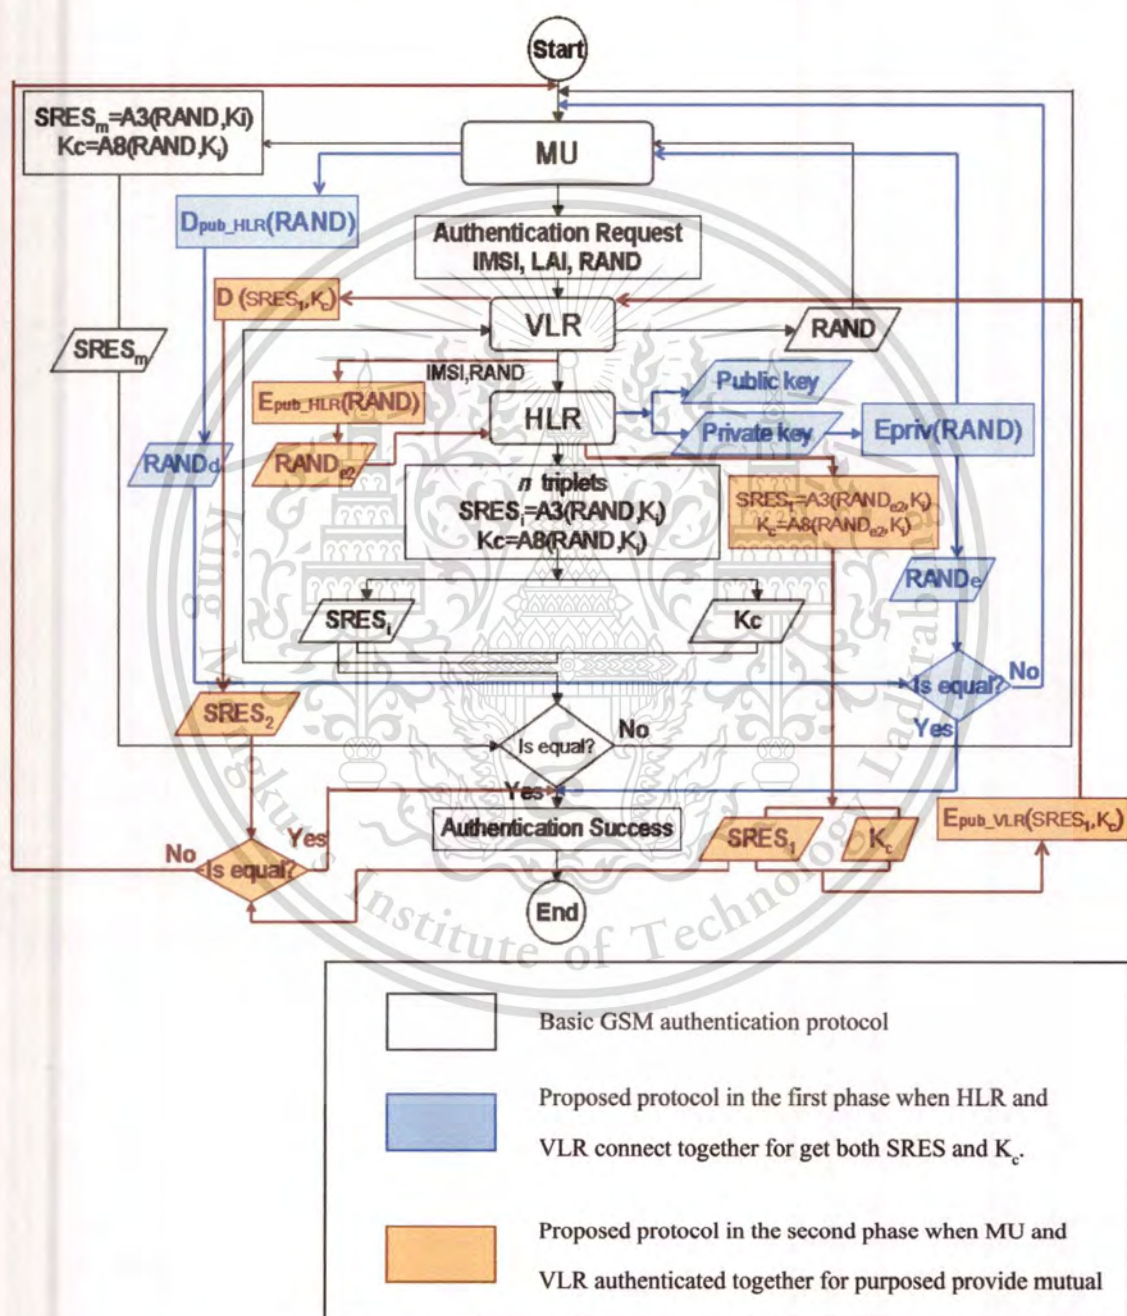 Start
SRESm=A3(RAND,Ki)
Kc=A8(RAND,Ki)
MU
Dpub_HLR(RAND)
Authentication Request
IMSI, LAI, RAND
D (SRES1,Kc)
VLR
RAND
SRESm
IMSI,RAND
Epub_HLR(RAND)
HLR
Public key
Private key
Epriv(RAND)
RANDd
RANDe2
n triplets
SRESi=A3(RAND,Ki)
Kc=A8(RAND,Ki)
SRES1=A3(RANDe2,Ki)
Kc=A8(RANDe2,Ki)
RANDe
SRESi
Kc
Is equal?
No
Yes
SRES2
Is equal?
No
Yes
Authentication Success
SRES1
Kc
Epub_VLR(SRES1,Kc)
No
Is equal?
Yes
End
King Mongkut's Institute of Technology Ladkrabang
Basic GSM authentication protocol
Proposed protocol in the first phase when HLR and
VLR connect together for get both SRES and Kc.
Proposed protocol in the second phase when MU and
VLR authenticated together for purposed provide mutual